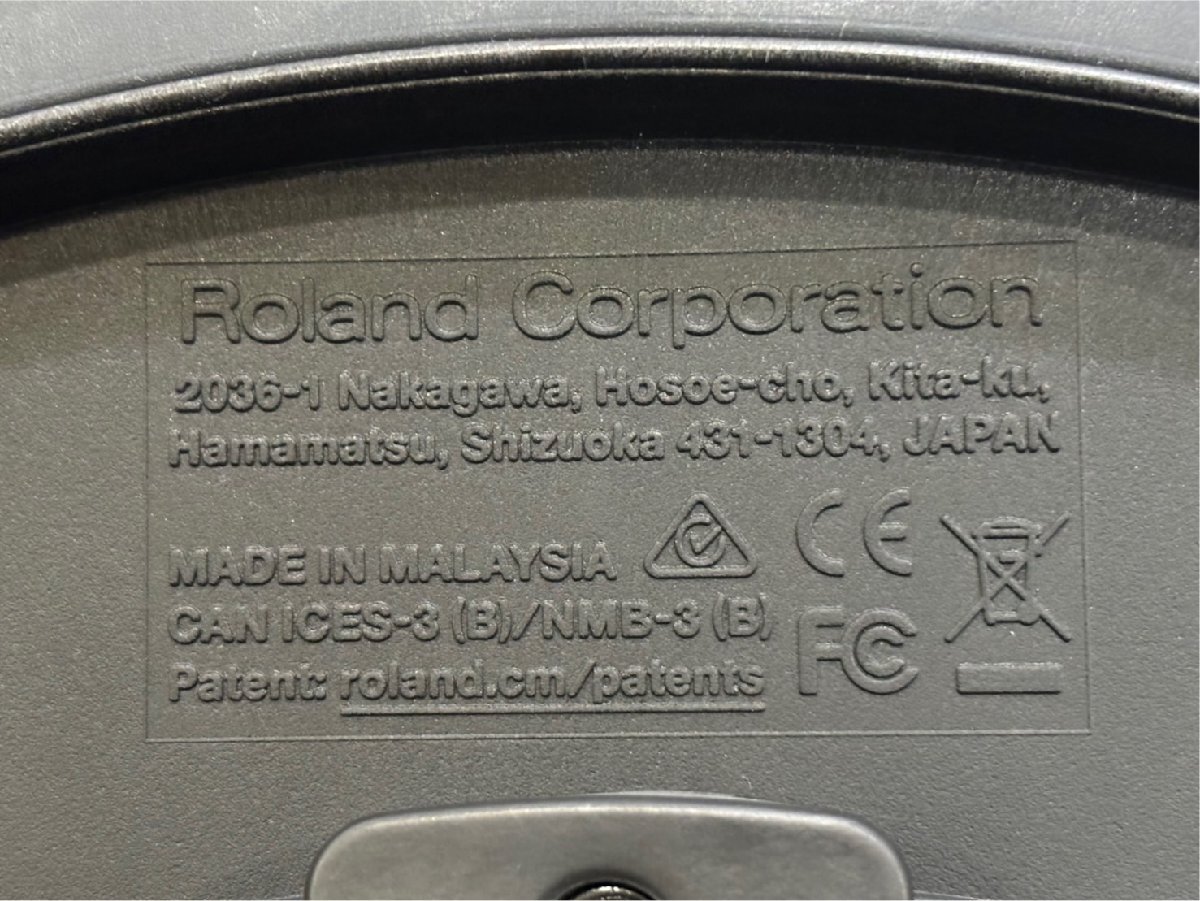 Roland Corporation
2036-1 Nakagawa, Hosoe-cho, Kita-ku,
Hamamatsu, Shizuoka 431-1304, JAPAN
MADE IN MALAYSIA
CAN ICES-3 (B)/NMB-3 (B)
Patent: roland.cm/patents
CE
FC